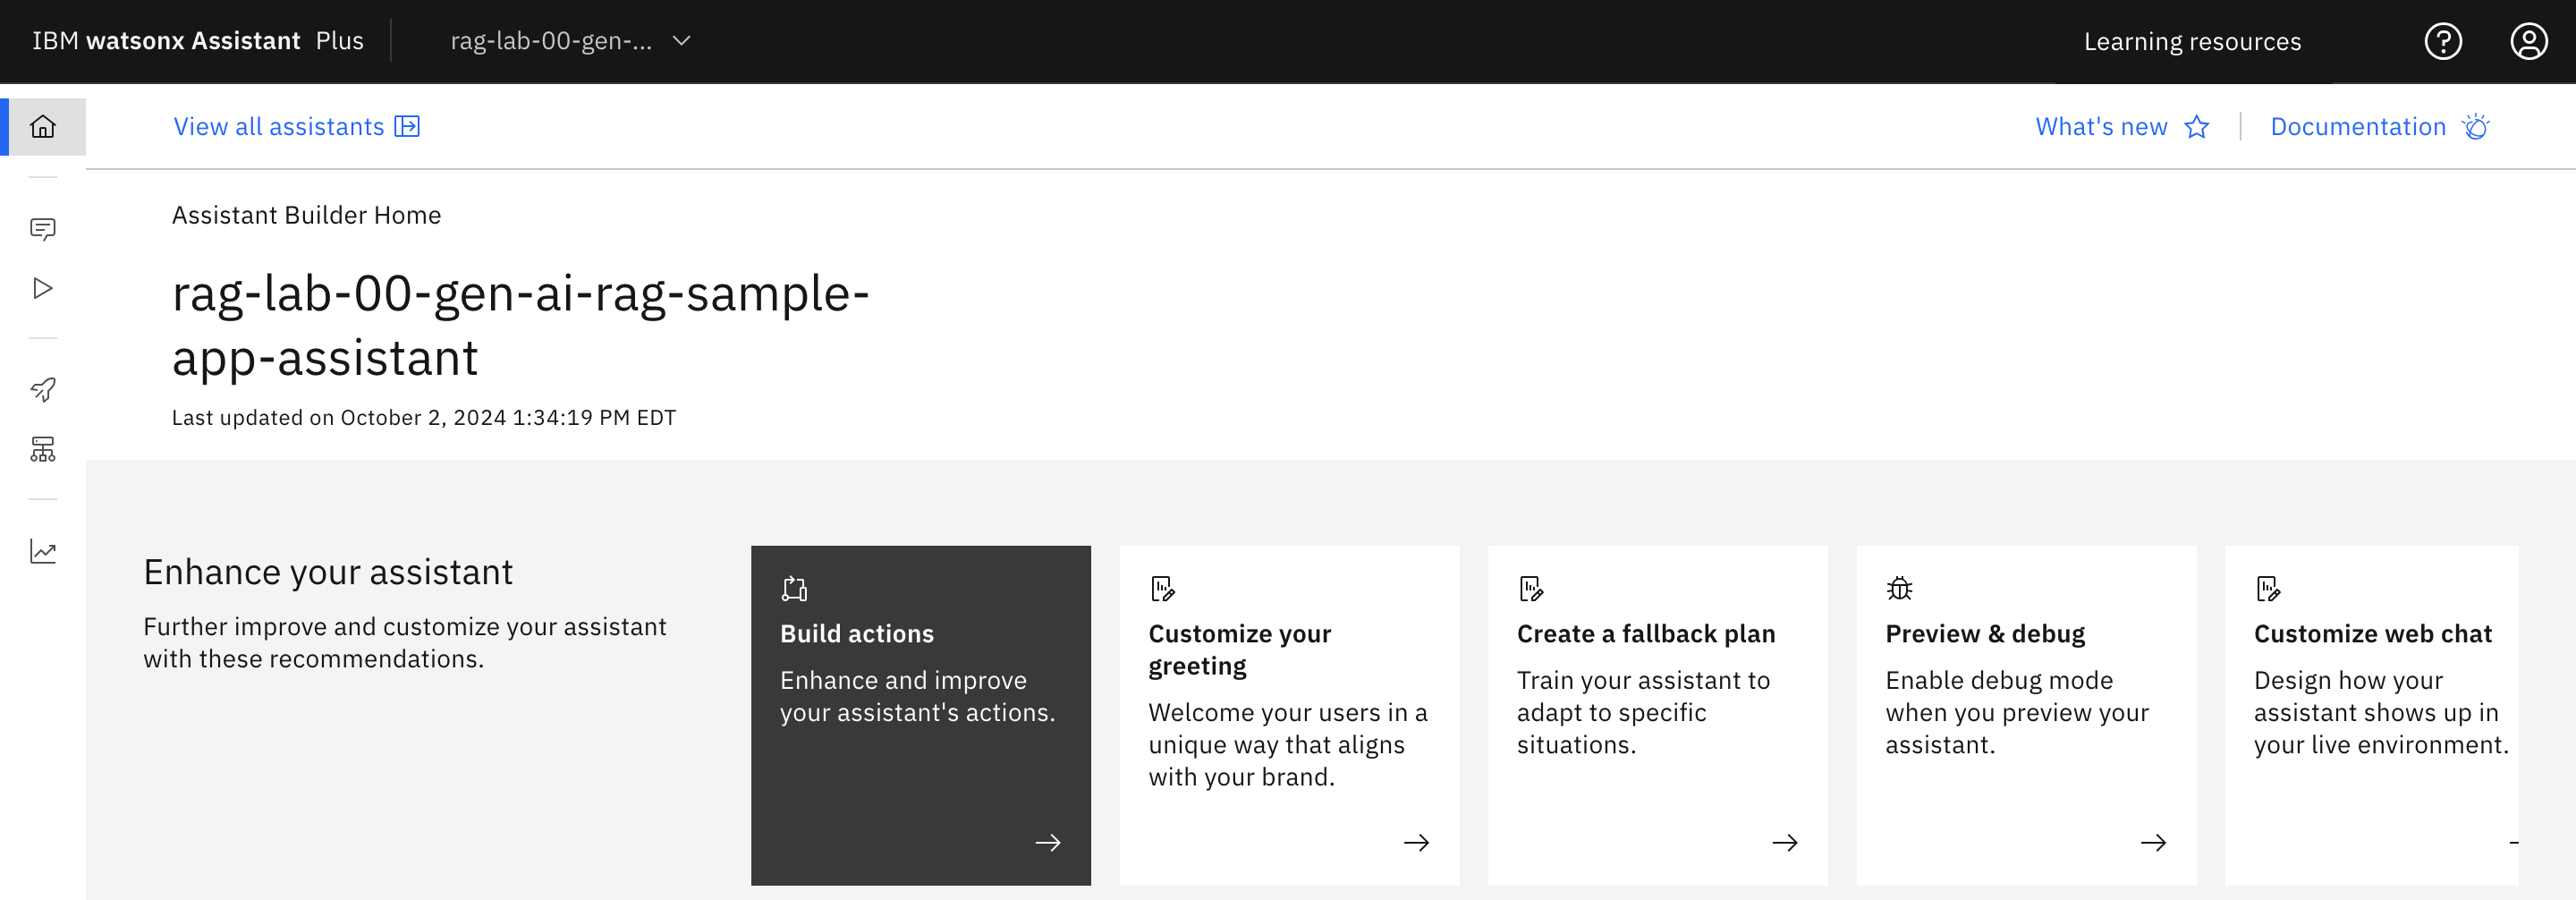 IBM watsonx Assistant Plus
rag-lab-00-gen-...
Learning resources
View all assistants
What's new
Documentation
Assistant Builder Home
rag-lab-00-gen-ai-rag-sample-
app-assistant
Last updated on October 2, 2024 1:34:19 PM EDT
Enhance your assistant
Further improve and customize your assistant
with these recommendations.
Build actions
Enhance and improve
your assistant's actions.
Customize your
greeting
Welcome your users in a
unique way that aligns
with your brand.
Create a fallback plan
Train your assistant to
adapt to specific
situations.
Preview & debug
Enable debug mode
when you preview your
assistant.
Customize web chat
Design how your
assistant shows up in
your live environment.